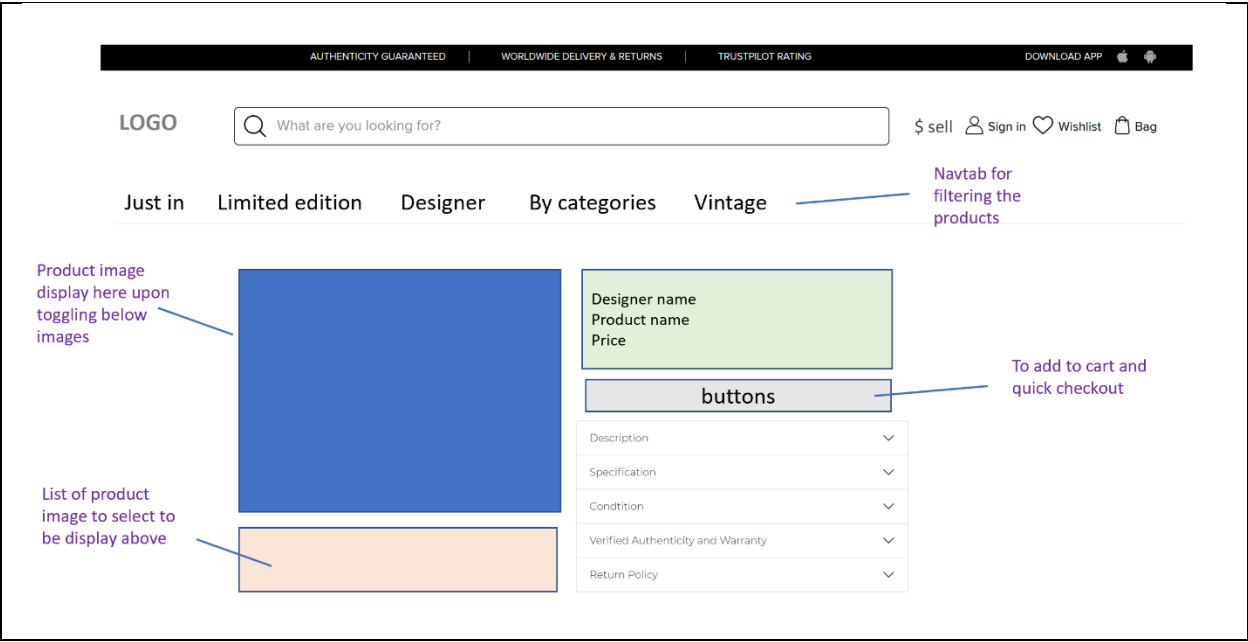 AUTHENTICITY GUARANTEED | WORLDWIDE DELIVERY & RETURNS | TRUSTPILOT RATING DOWNLOAD APP
LOGO
What are you looking for?
$ sell Sign in Wishlist Bag
Just in Limited edition Designer By categories Vintage
Navtab for
filtering the
products
Product image
display here upon
toggling below
images
Designer name
Product name
Price
buttons
To add to cart and
quick checkout
Description
Specification
Condtition
Verified Authenticity and Warranty
Return Policy
List of product
image to select to
be display above